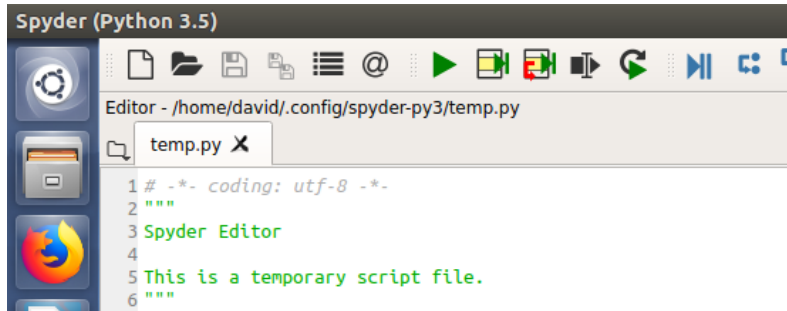 Spyder (Python 3.5)
Editor - /home/david/.config/spyder-py3/temp.py
temp.py
1 # -*- coding: utf-8 -*-
2 """
3 Spyder Editor
4
5 This is a temporary script file.
6 """